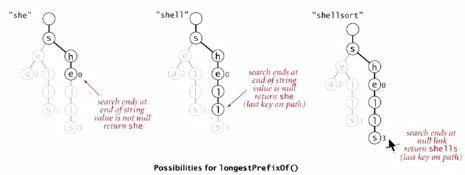 "she"
s
e
h
a 2
l
e 0
l
s 1
l
l
s 3
search ends at
end of string
value is not null
return she
"shell"
s
e
h
a 2
l
e 0
l
l
s 1
l
s 3
search ends at
end of string
value is null
return she
(last key on path)
"shellsort"
s
e
h
a 2
l
e 0
l
l
s 1
l
s 3
search ends at
null link
return shells
(last key on path)
Possibilities for longestPrefixOf()